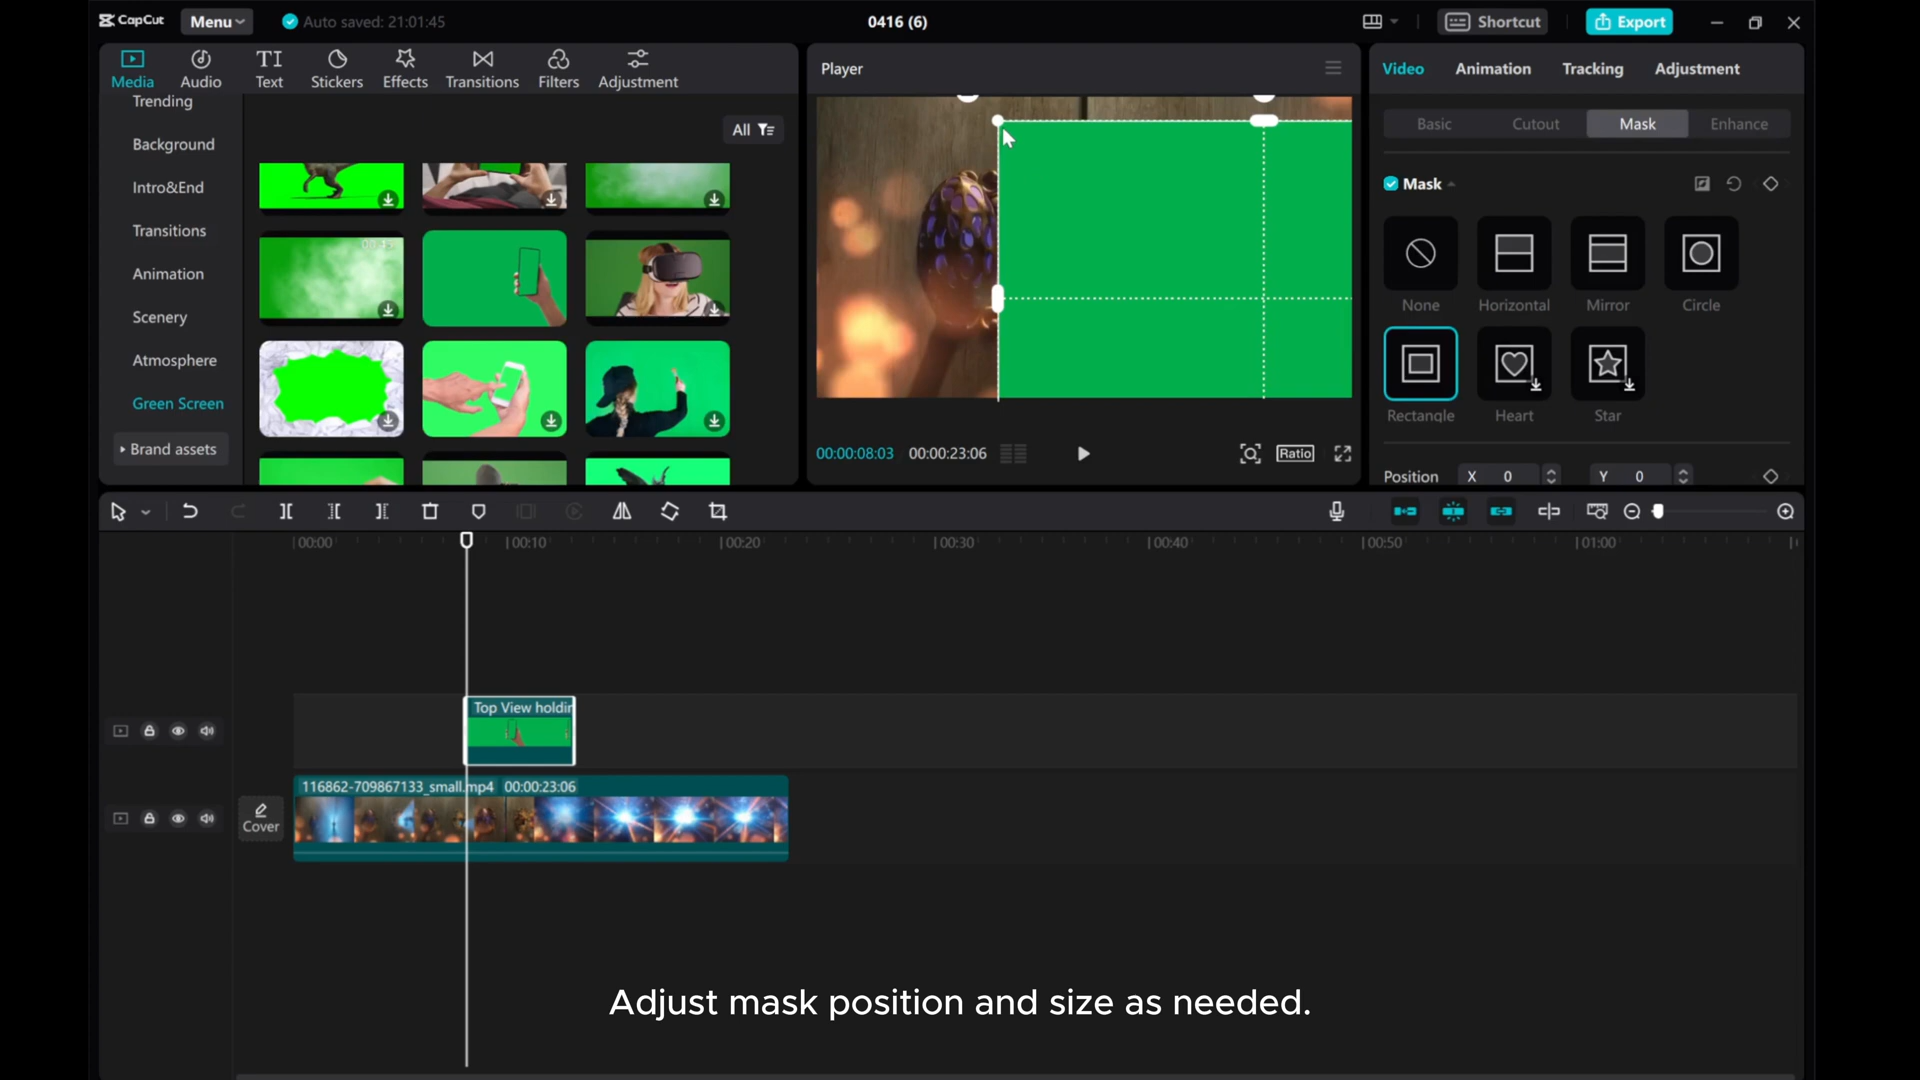 CapCut
Menu
Auto saved: 21:01:45
0416 (6)
Shortcut
Export
Media
Audio
TI
Text
Stickers
Effects
Transitions
Filters
Adjustment
Trending
Background
Intro&End
Transitions
Animation
Scenery
Atmosphere
Green Screen
Brand assets
All
Player
00:00:08:03
00:00:23:06
Ratio
Video
Animation
Tracking
Adjustment
Basic
Cutout
Mask
Enhance
Mask
None
Horizontal
Mirror
Circle
Rectangle
Heart
Star
Position
X
0
Y
0
00:00
00:10
00:20
00:30
00:40
00:50
01:00
Top View holdin
116862-709867133_small.mp4
00:00:23:06
Cover
Adjust mask position and size as needed.